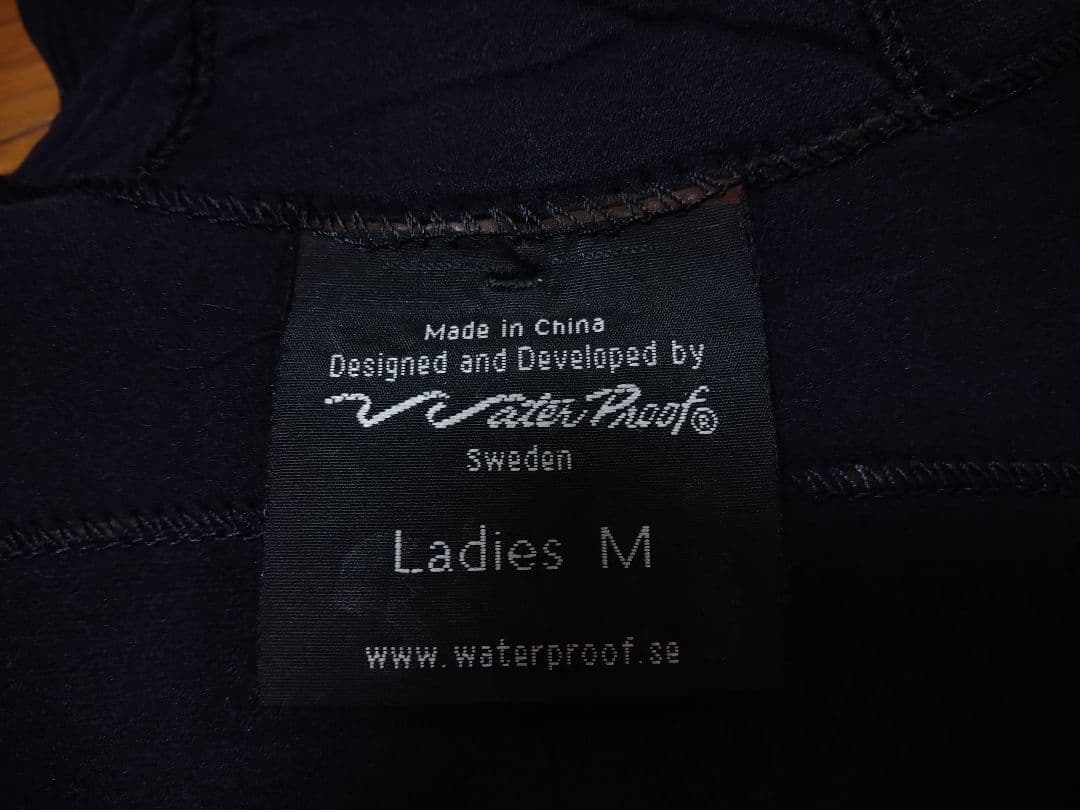 Made in China
Designed and Developed by
WaterProof®
Sweden
Ladies M
www.waterproof.se